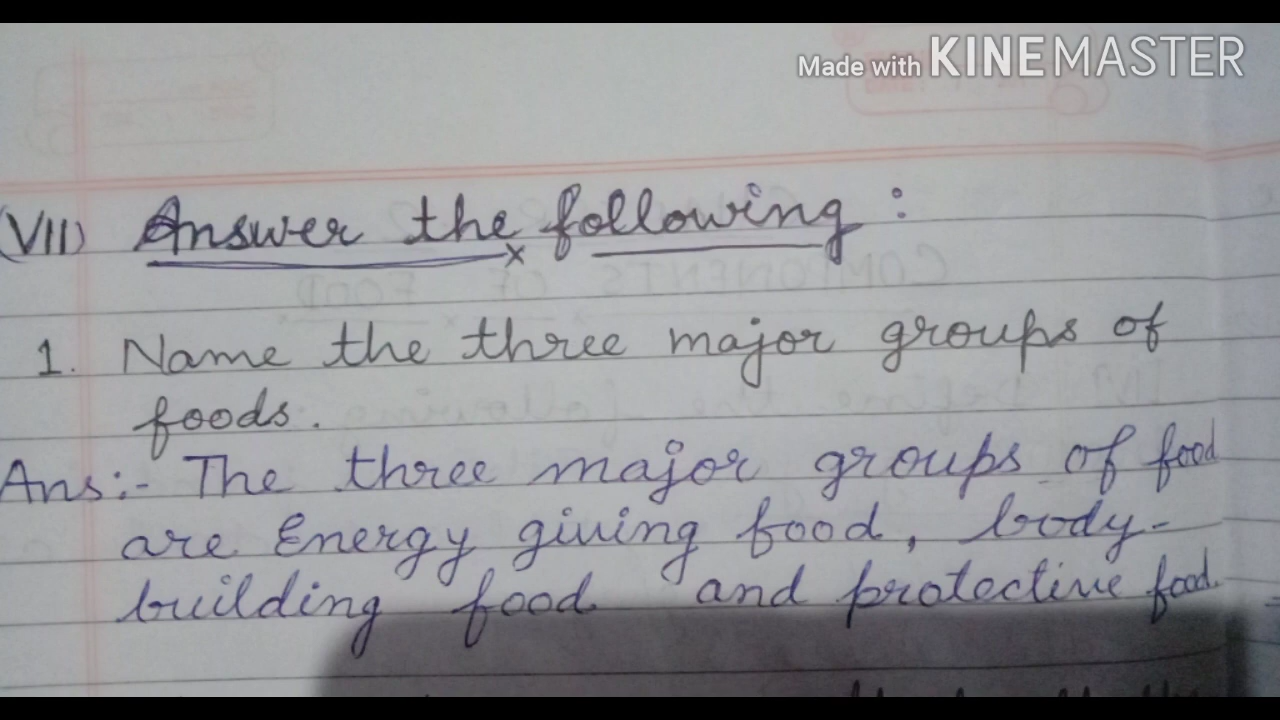 Made with KINEMASTER
(VII) Answer the following :
1. Name the three major groups of
foods.
Ans:- The three major groups of food
are Energy giving food, body-
building food and protective food.